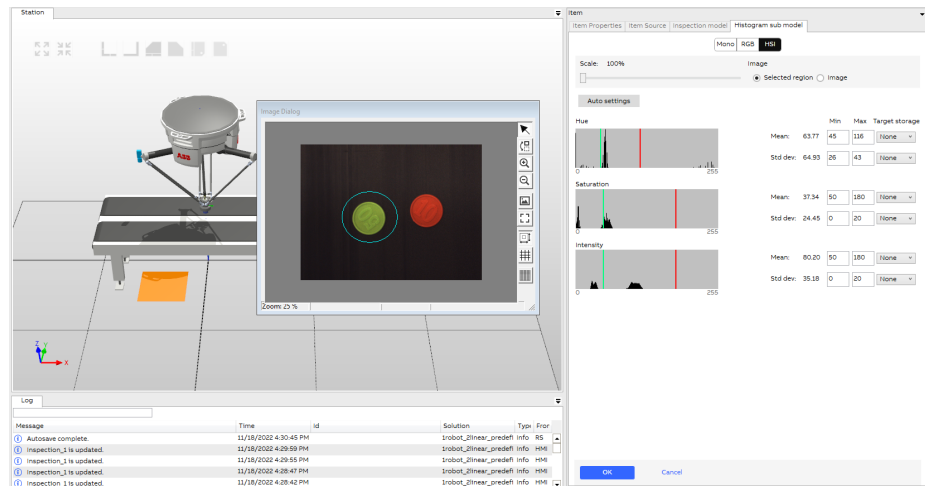 Station
ABB
Z
Y
X
Image Dialog
Zoom: 25 %
Log
Message Time Id Solution Type From
Autosave complete. 11/18/2022 4:30:45 PM 1robot_2linear_predefi Info RS
Inspection_1 is updated. 11/18/2022 4:29:59 PM 1robot_2linear_predefi Info HMI
Inspection_1 is updated. 11/18/2022 4:29:55 PM 1robot_2linear_predefi Info HMI
Inspection_1 is updated. 11/18/2022 4:28:47 PM 1robot_2linear_predefi Info HMI
Inspection_1 is updated. 11/18/2022 4:28:42 PM 1robot_2linear_predefi Info HMI
Item
Item Properties Item Source Inspection model Histogram sub model
Mono RGB HSI
Scale: 100% Image
Selected region Image
Auto settings
Hue Min Max Target storage
Mean: 63.77 45 116 None
Std dev: 64.93 26 43 None
0 255
Saturation
Mean: 37.34 50 180 None
Std dev: 24.45 0 20 None
0 255
Intensity
Mean: 80.20 50 180 None
Std dev: 35.18 0 20 None
0 255
OK Cancel